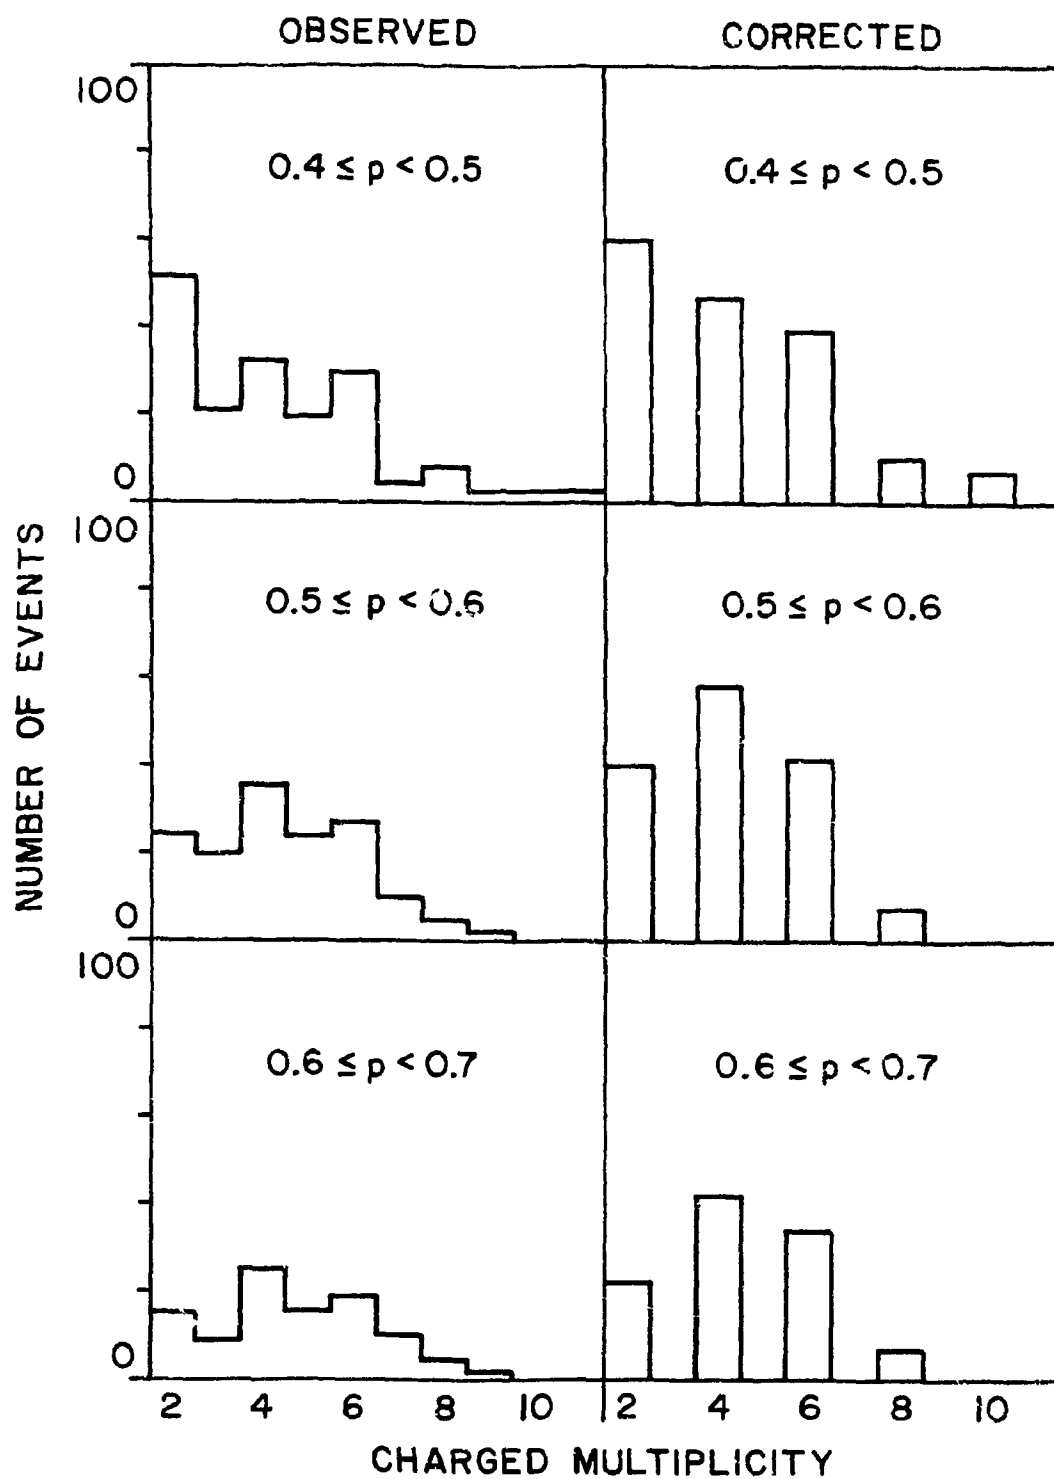 OBSERVED
CORRECTED
100
0.4 ≤ p < 0.5
0.4 ≤ p < 0.5
0
100
0.5 ≤ p < 0.6
0.5 ≤ p < 0.6
0
100
0.6 ≤ p < 0.7
0.6 ≤ p < 0.7
0
2 4 6 8 10 2 4 6 8 10
NUMBER OF EVENTS
CHARGED MULTIPLICITY